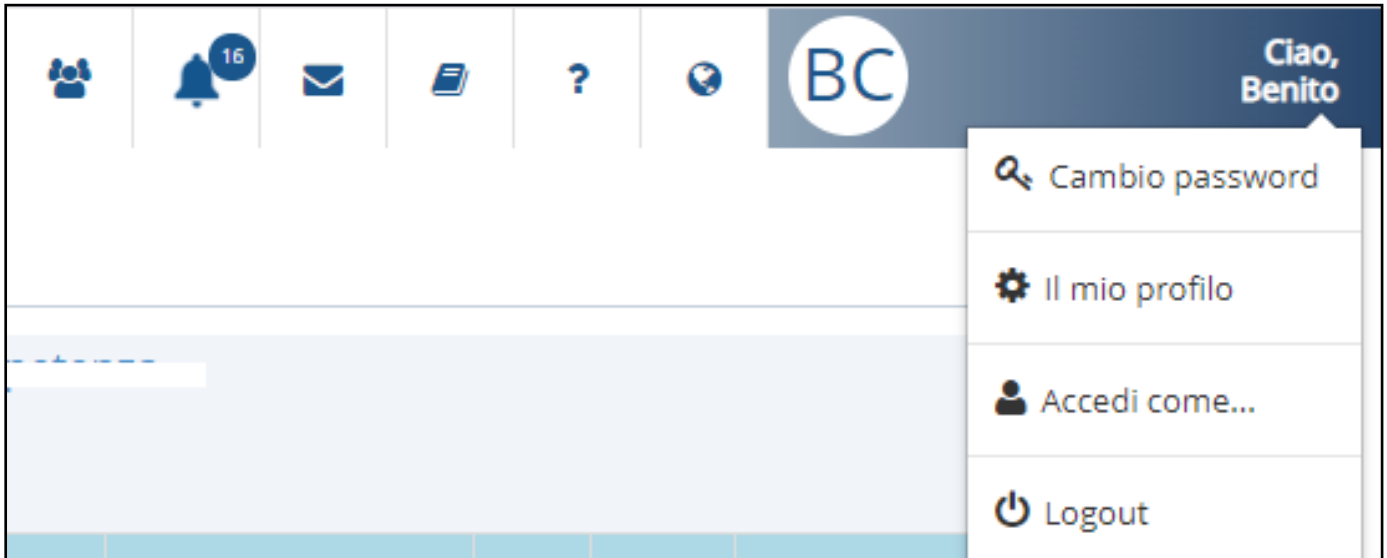 16
?
BC
Ciao,
Benito
Cambio password
Il mio profilo
Accedi come...
Logout